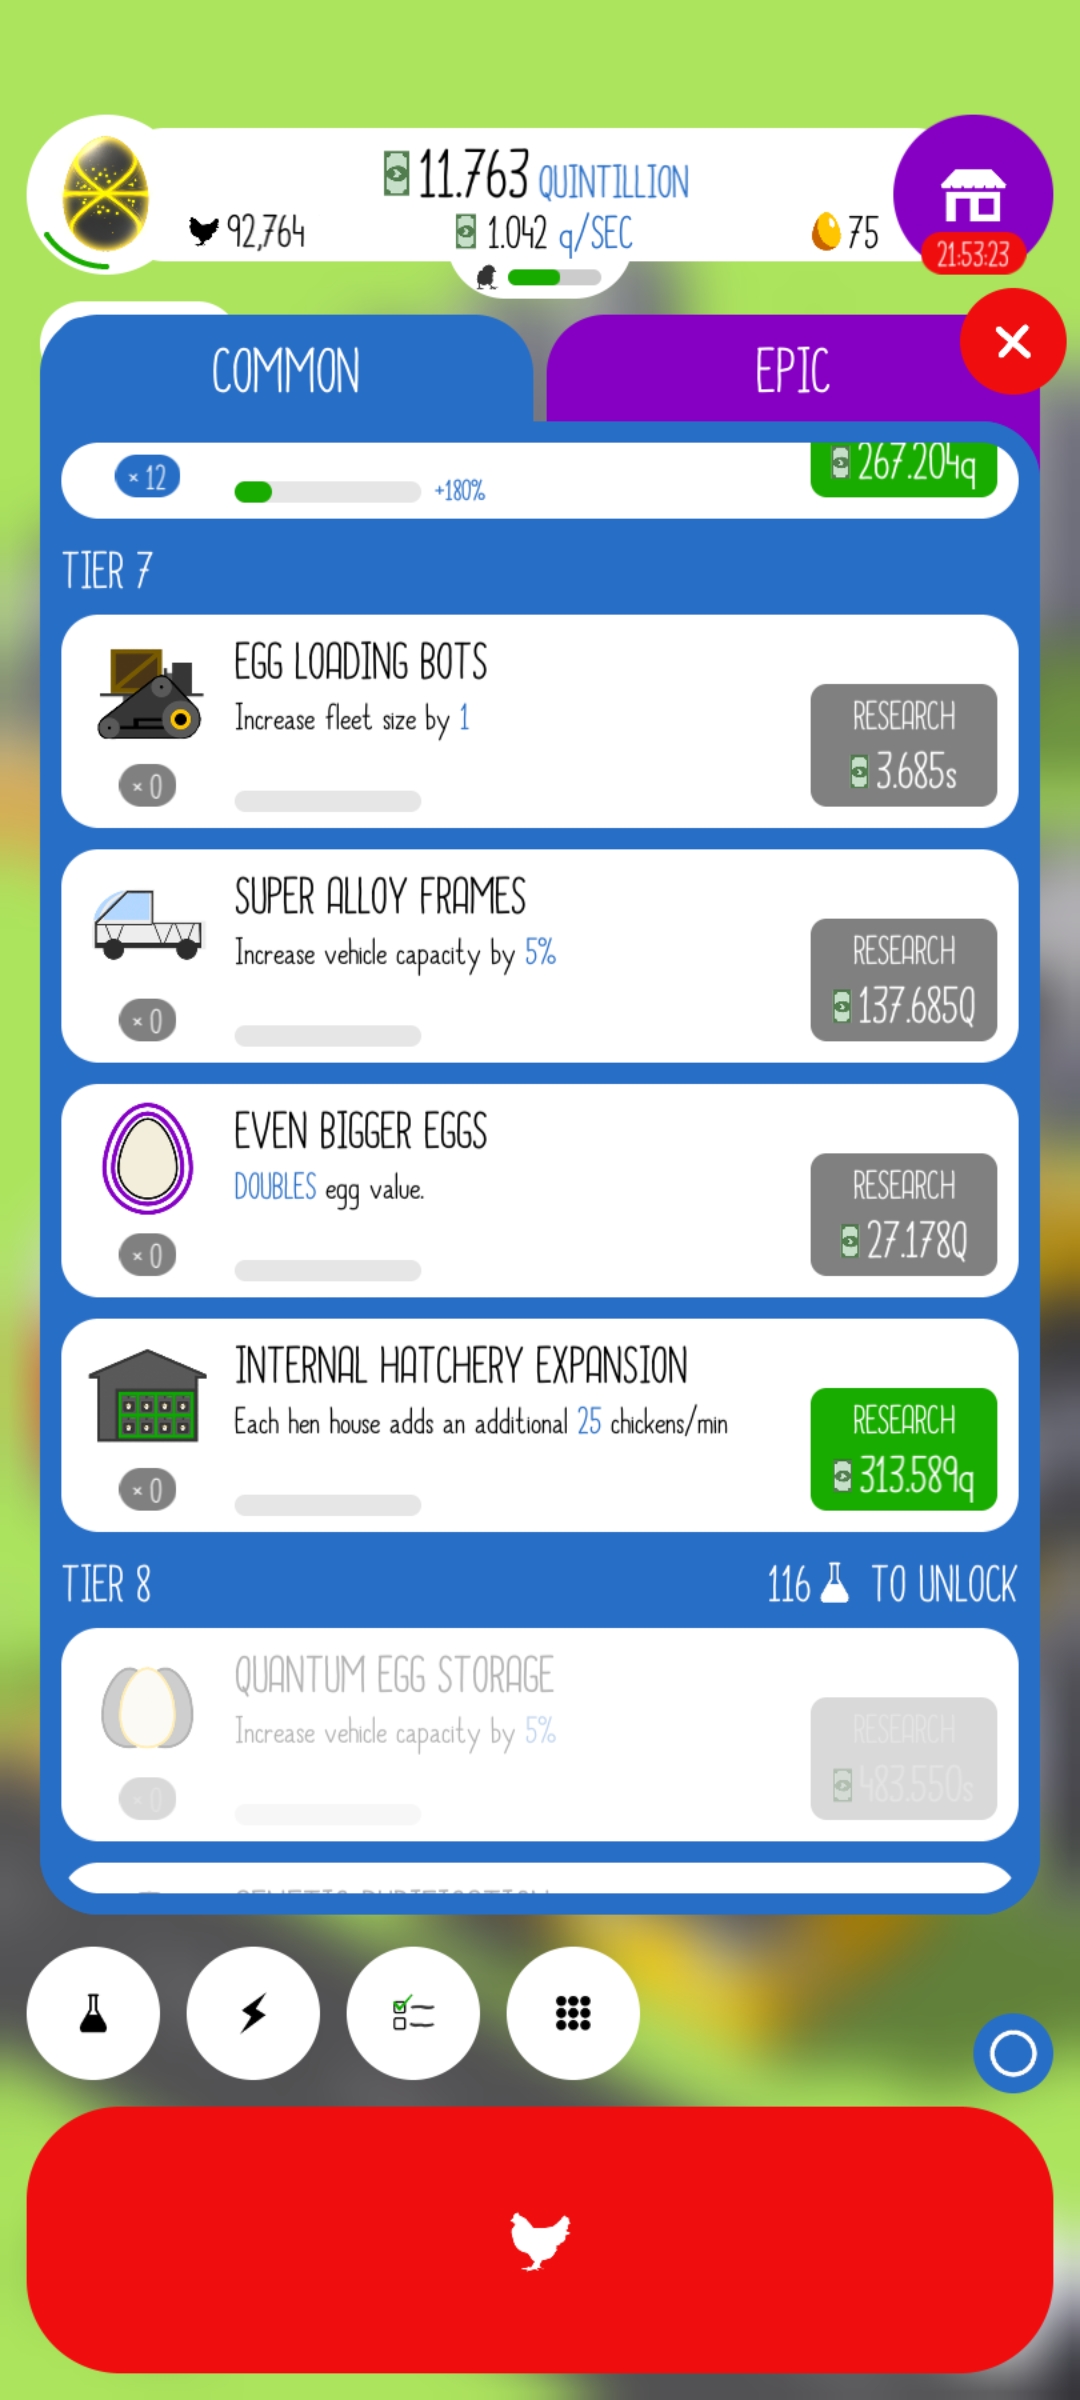 11.763 QUINTILLION
92,764
1.042 q/SEC
75
21:53:23
COMMON
EPIC
× 12
+180%
267.204q
TIER 7
EGG LOADING BOTS
Increase fleet size by 1
RESEARCH
3.685s
× 0
SUPER ALLOY FRAMES
Increase vehicle capacity by 5%
RESEARCH
137.685Q
× 0
EVEN BIGGER EGGS
DOUBLES egg value.
RESEARCH
27.178Q
× 0
INTERNAL HATCHERY EXPANSION
Each hen house adds an additional 25 chickens/min
RESEARCH
313.589q
× 0
TIER 8
116 TO UNLOCK
QUANTUM EGG STORAGE
Increase vehicle capacity by 5%
RESEARCH
483.550s
× 0